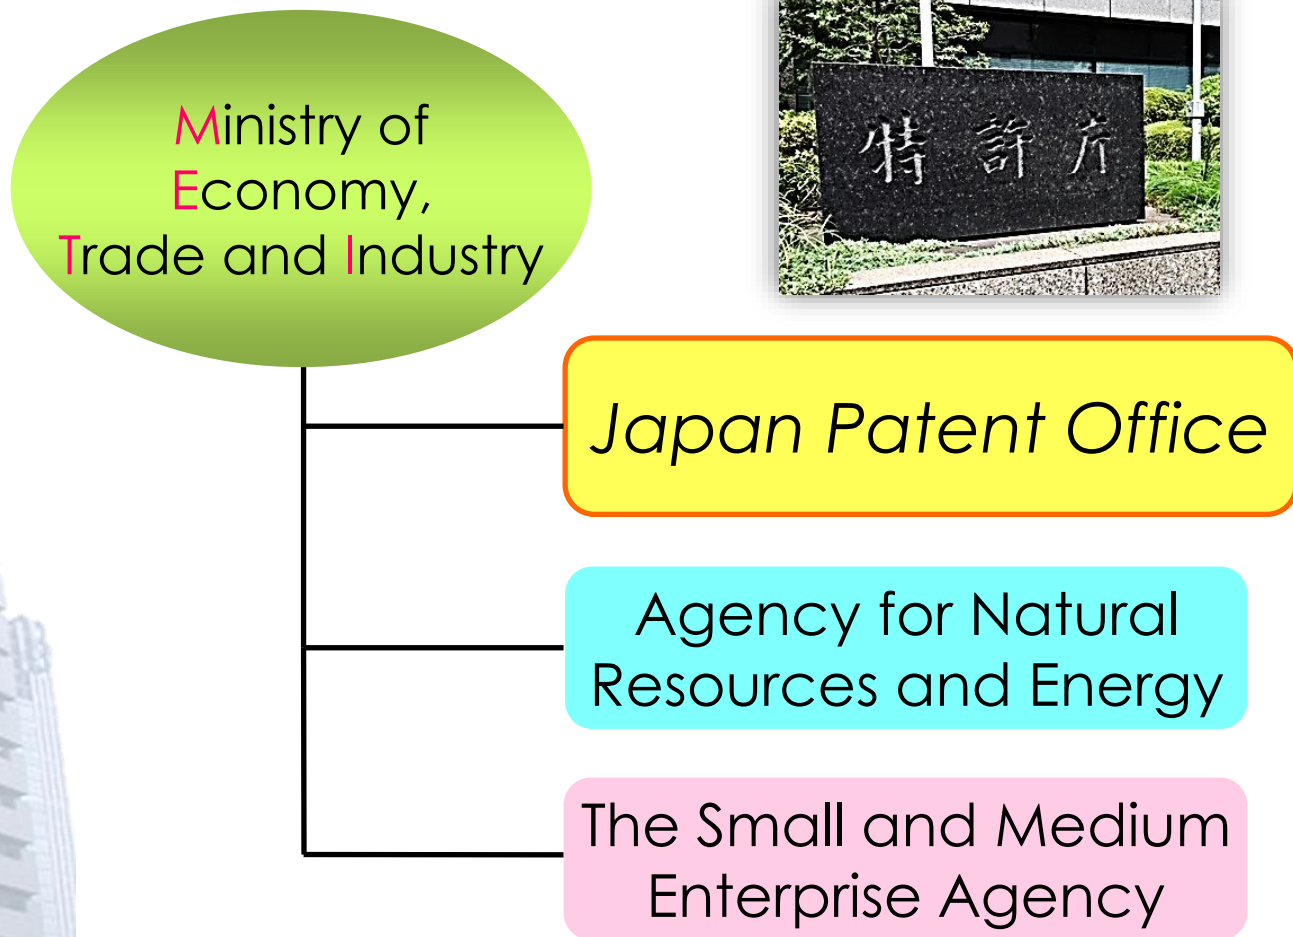 Ministry of
Economy,
Trade and Industry
特許庁
Japan Patent Office
Agency for Natural
Resources and Energy
The Small and Medium
Enterprise Agency